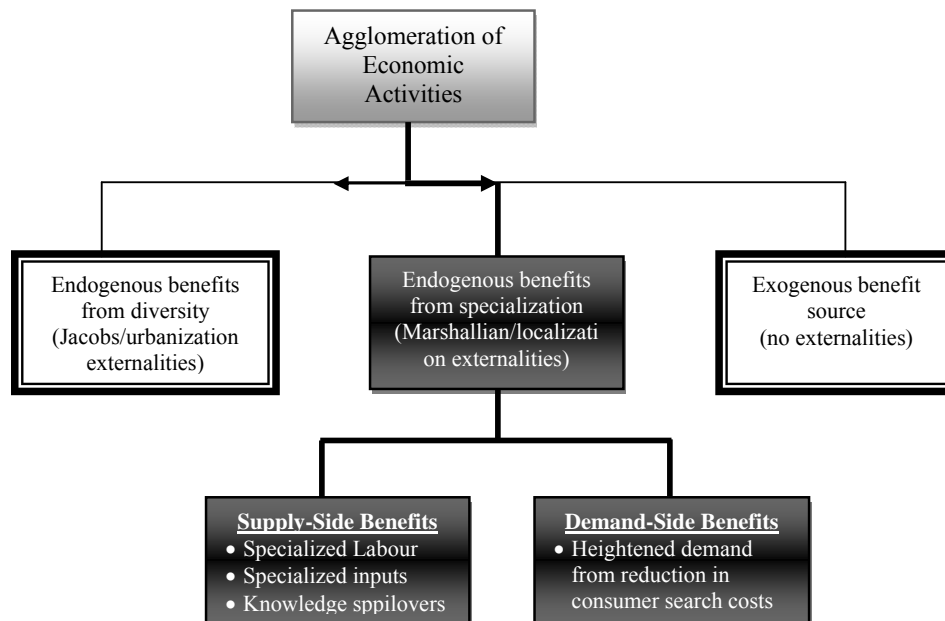 Agglomeration of
Economic
Activities
Endogenous benefits
from diversity
(Jacobs/urbanization
externalities)
Endogenous benefits
from specialization
(Marshallian/localizati
on externalities)
Exogenous benefit
source
(no externalities)
Supply-Side Benefits
• Specialized Labour
• Specialized inputs
• Knowledge sppilovers
Demand-Side Benefits
• Heightened demand
from reduction in
consumer search costs